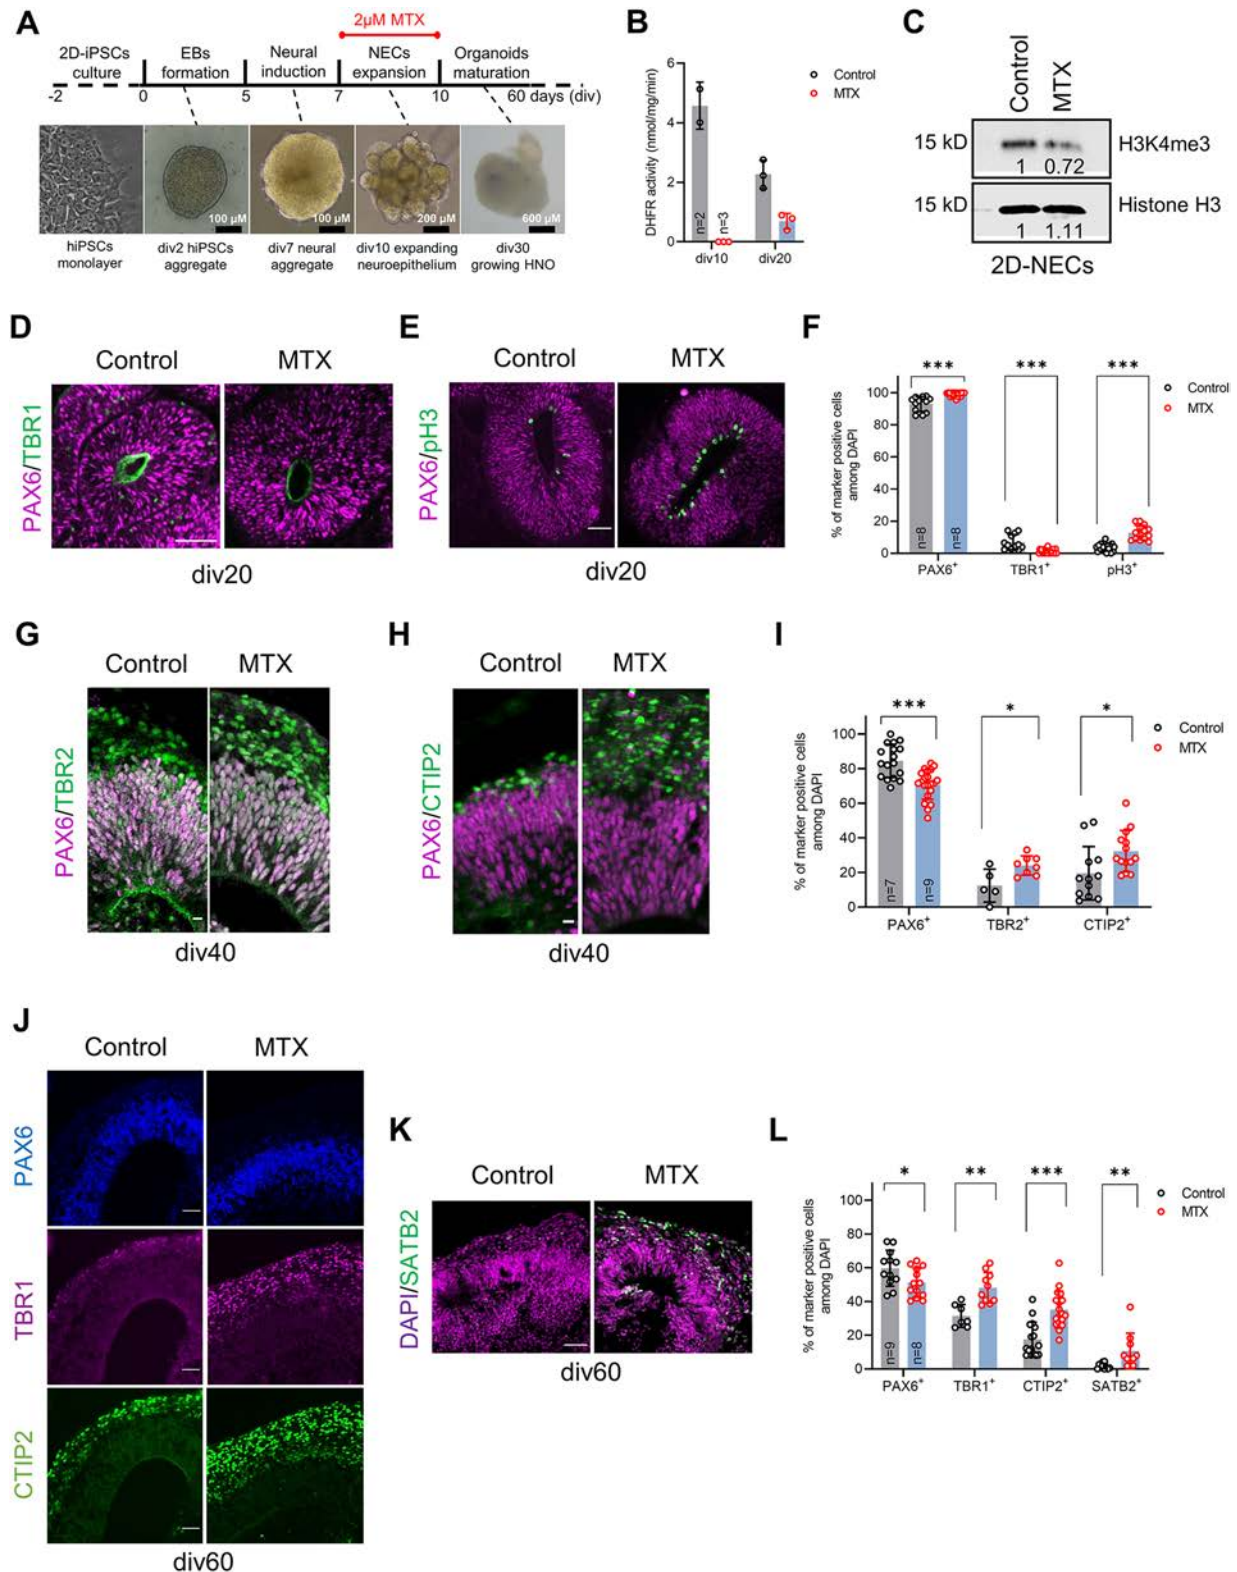 A
2µM MTX
2D-iPSCs culture
EBs formation
Neural induction
NECs expansion
Organoids maturation
-2 0 5 7 10 60 days (div)
100 µM
100 µM
200 µM
600 µM
hiPSCs monolayer
div2 hiPSCs aggregate
div7 neural aggregate
div10 expanding neuroepithelium
div30 growing HNO
B
DHFR activity (nmol/mg/min)
6
4
2
0
n=2
n=3
div10 div20
Control
MTX
C
Control
MTX
15 kD
H3K4me3
1 0.72
15 kD
Histone H3
1 1.11
2D-NECs
D
Control MTX
PAX6/TBR1
div20
E
Control MTX
PAX6/pH3
div20
F
% of marker positive cells
among DAPI
100
80
60
40
20
0
*** *** ***
n=8
n=8
PAX6+ TBR1+ pH3+
Control
MTX
G
Control MTX
PAX6/TBR2
div40
H
Control MTX
PAX6/CTIP2
div40
I
% of marker positive cells
among DAPI
100
80
60
40
20
0
*** * *
n=7
n=9
PAX6+ TBR2+ CTIP2+
Control
MTX
J
Control MTX
PAX6
TBR1
CTIP2
div60
K
Control MTX
DAPI/SATB2
div60
L
% of marker positive cells
among DAPI
100
80
60
40
20
0
* ** *** **
n=9
n=8
PAX6+ TBR1+ CTIP2+ SATB2+
Control
MTX